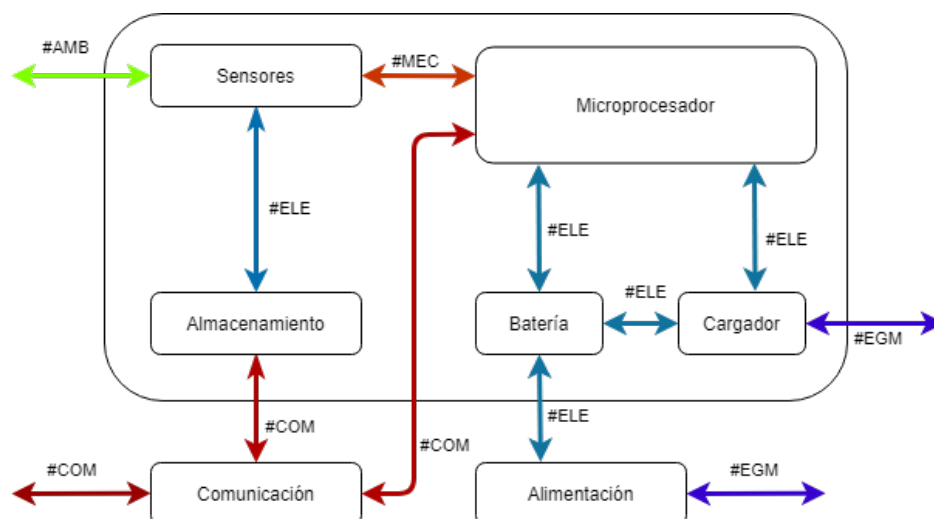 #AMB
Sensores
#MEC
Microprocesador
#ELE
#ELE
#ELE
#ELE
Almacenamiento
Batería
Cargador
#EGM
#ELE
#COM
#COM
#COM
Comunicación
Alimentación
#EGM